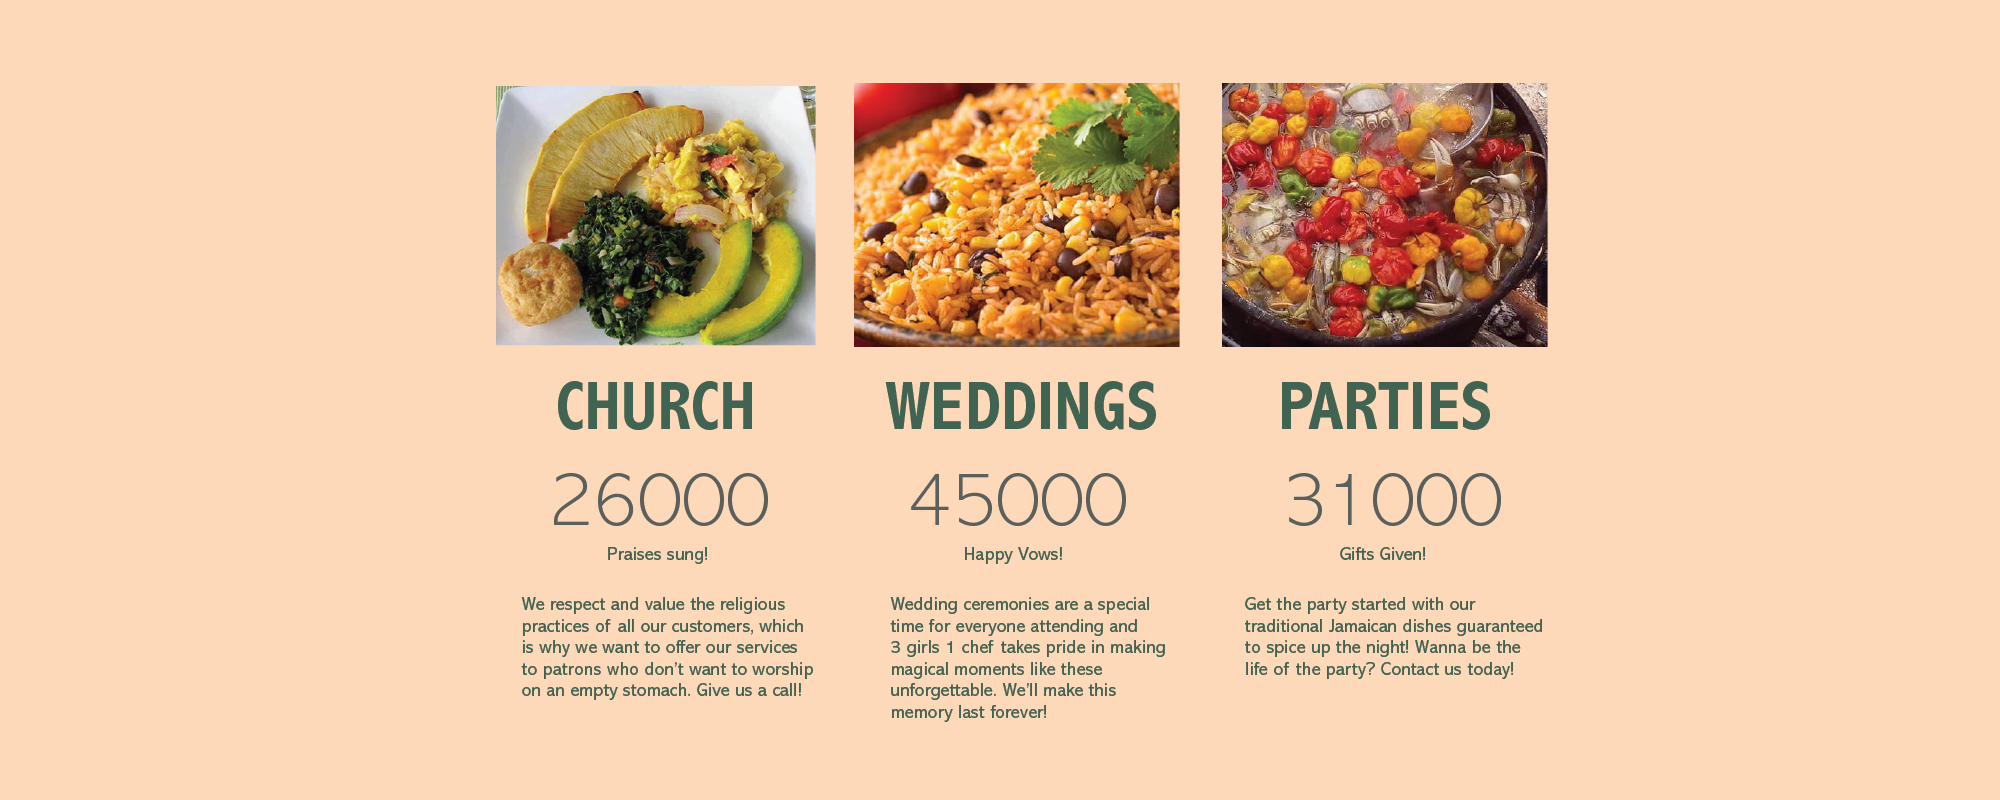 CHURCH
26000
Praises sung!
We respect and value the religious
practices of all our customers, which
is why we want to offer our services
to patrons who don't want to worship
on an empty stomach. Give us a call!
WEDDINGS
45000
Happy Vows!
Wedding ceremonies are a special
time for everyone attending and
3 girls 1 chef takes pride in making
magical moments like these
unforgettable. We'll make this
memory last forever!
PARTIES
31000
Gifts Given!
Get the party started with our
traditional Jamaican dishes guaranteed
to spice up the night! Wanna be the
life of the party? Contact us today!